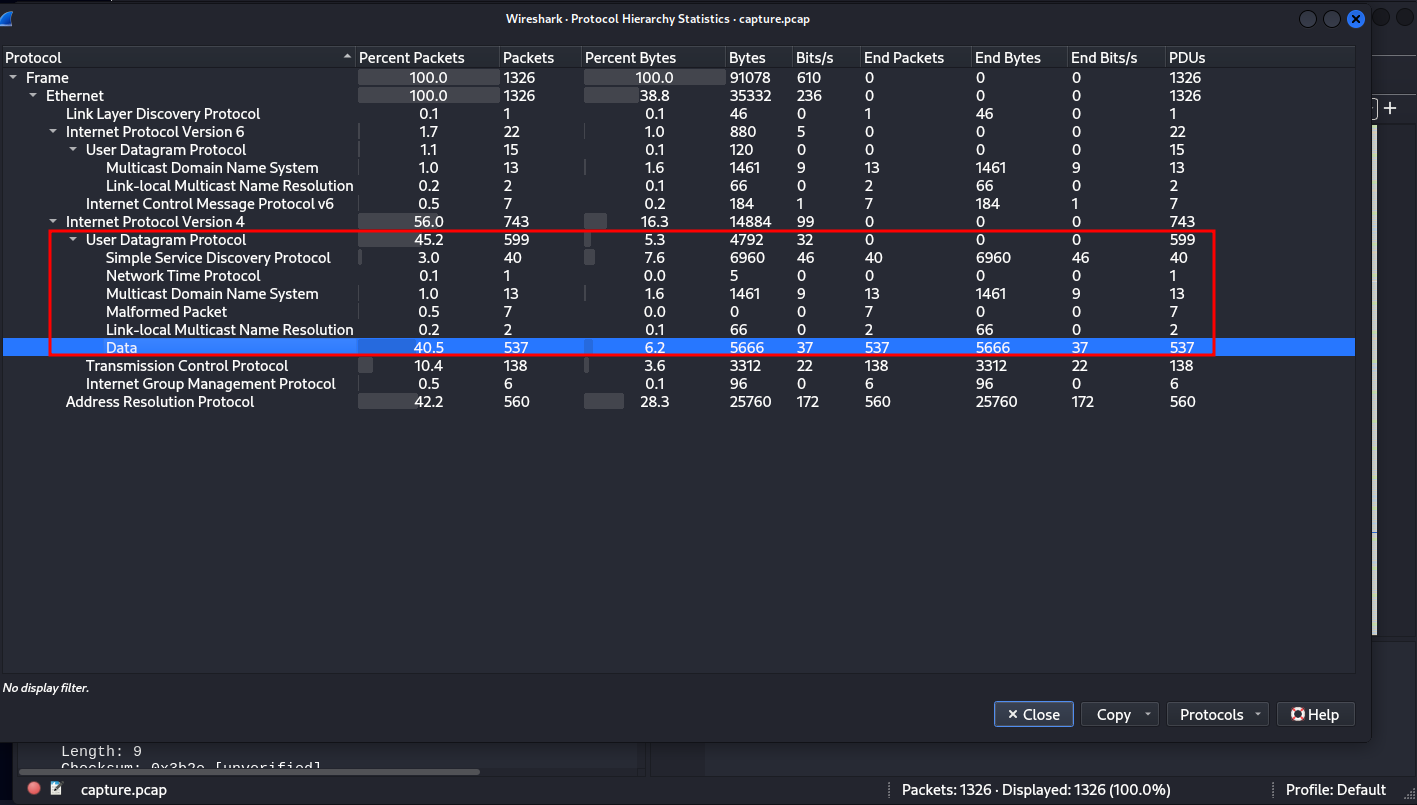 Wireshark · Protocol Hierarchy Statistics · capture.pcap
Protocol Percent Packets Packets Percent Bytes Bytes Bits/s End Packets End Bytes End Bits/s PDUs
Frame 100.0 1326 100.0 91078 610 0 0 0 1326
Ethernet 100.0 1326 38.8 35332 236 0 0 0 1326
Link Layer Discovery Protocol 0.1 1 0.1 46 0 1 46 0 1
Internet Protocol Version 6 1.7 22 1.0 880 5 0 0 0 22
User Datagram Protocol 1.1 15 0.1 120 0 0 0 0 15
Multicast Domain Name System 1.0 13 1.6 1461 9 13 1461 9 13
Link-local Multicast Name Resolution 0.2 2 0.1 66 0 2 66 0 2
Internet Control Message Protocol v6 0.5 7 0.2 184 1 7 184 1 7
Internet Protocol Version 4 56.0 743 16.3 14884 99 0 0 0 743
User Datagram Protocol 45.2 599 5.3 4792 32 0 0 0 599
Simple Service Discovery Protocol 3.0 40 7.6 6960 46 40 6960 46 40
Network Time Protocol 0.1 1 0.0 5 0 0 0 0 1
Multicast Domain Name System 1.0 13 1.6 1461 9 13 1461 9 13
Malformed Packet 0.5 7 0.0 0 0 7 0 0 7
Link-local Multicast Name Resolution 0.2 2 0.1 66 0 2 66 0 2
Data 40.5 537 6.2 5666 37 537 5666 37 537
Transmission Control Protocol 10.4 138 3.6 3312 22 138 3312 22 138
Internet Group Management Protocol 0.5 6 0.1 96 0 6 96 0 6
Address Resolution Protocol 42.2 560 28.3 25760 172 560 25760 172 560
No display filter.
Close Copy Protocols Help
Length: 9
Checksum: 0x3b2e [unverified]
capture.pcap Packets: 1326 · Displayed: 1326 (100.0%) Profile: Default